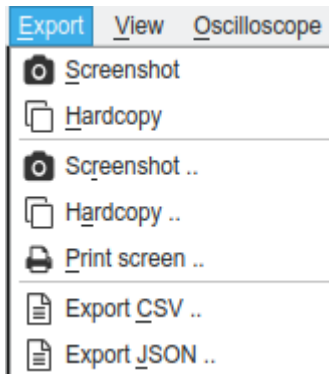 Export View Oscilloscope
Screenshot
Hardcopy
Screenshot ..
Hardcopy ..
Print screen ..
Export CSV ..
Export JSON ..